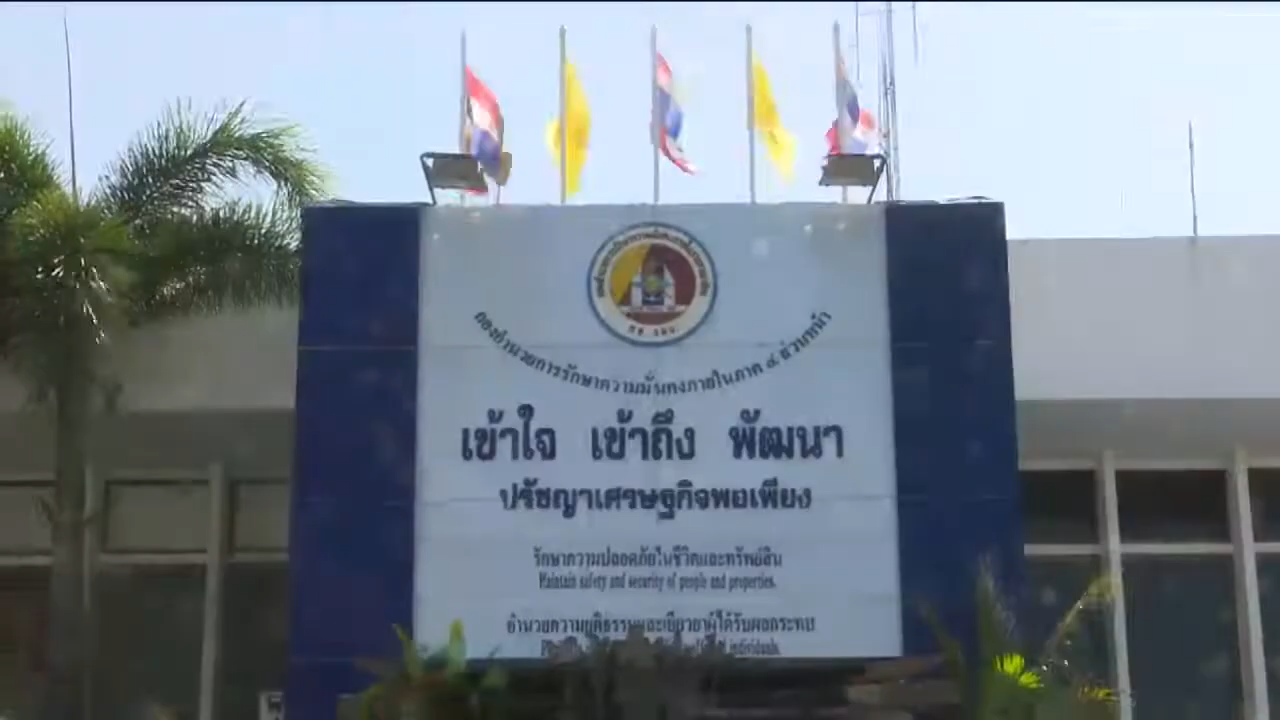 กองอำนวยการรักษาความมั่นคงภายในภาค ๔ ส่วนหน้า
เข้าใจ เข้าถึง พัฒนา
ปรัชญาเศรษฐกิจพอเพียง
รักษาความปลอดภัยในชีวิตและทรัพย์สิน
Maintain safety and security of people and properties.
อำนวยความยุติธรรมและเยียวยาผู้ได้รับผลกระทบ
individuals.